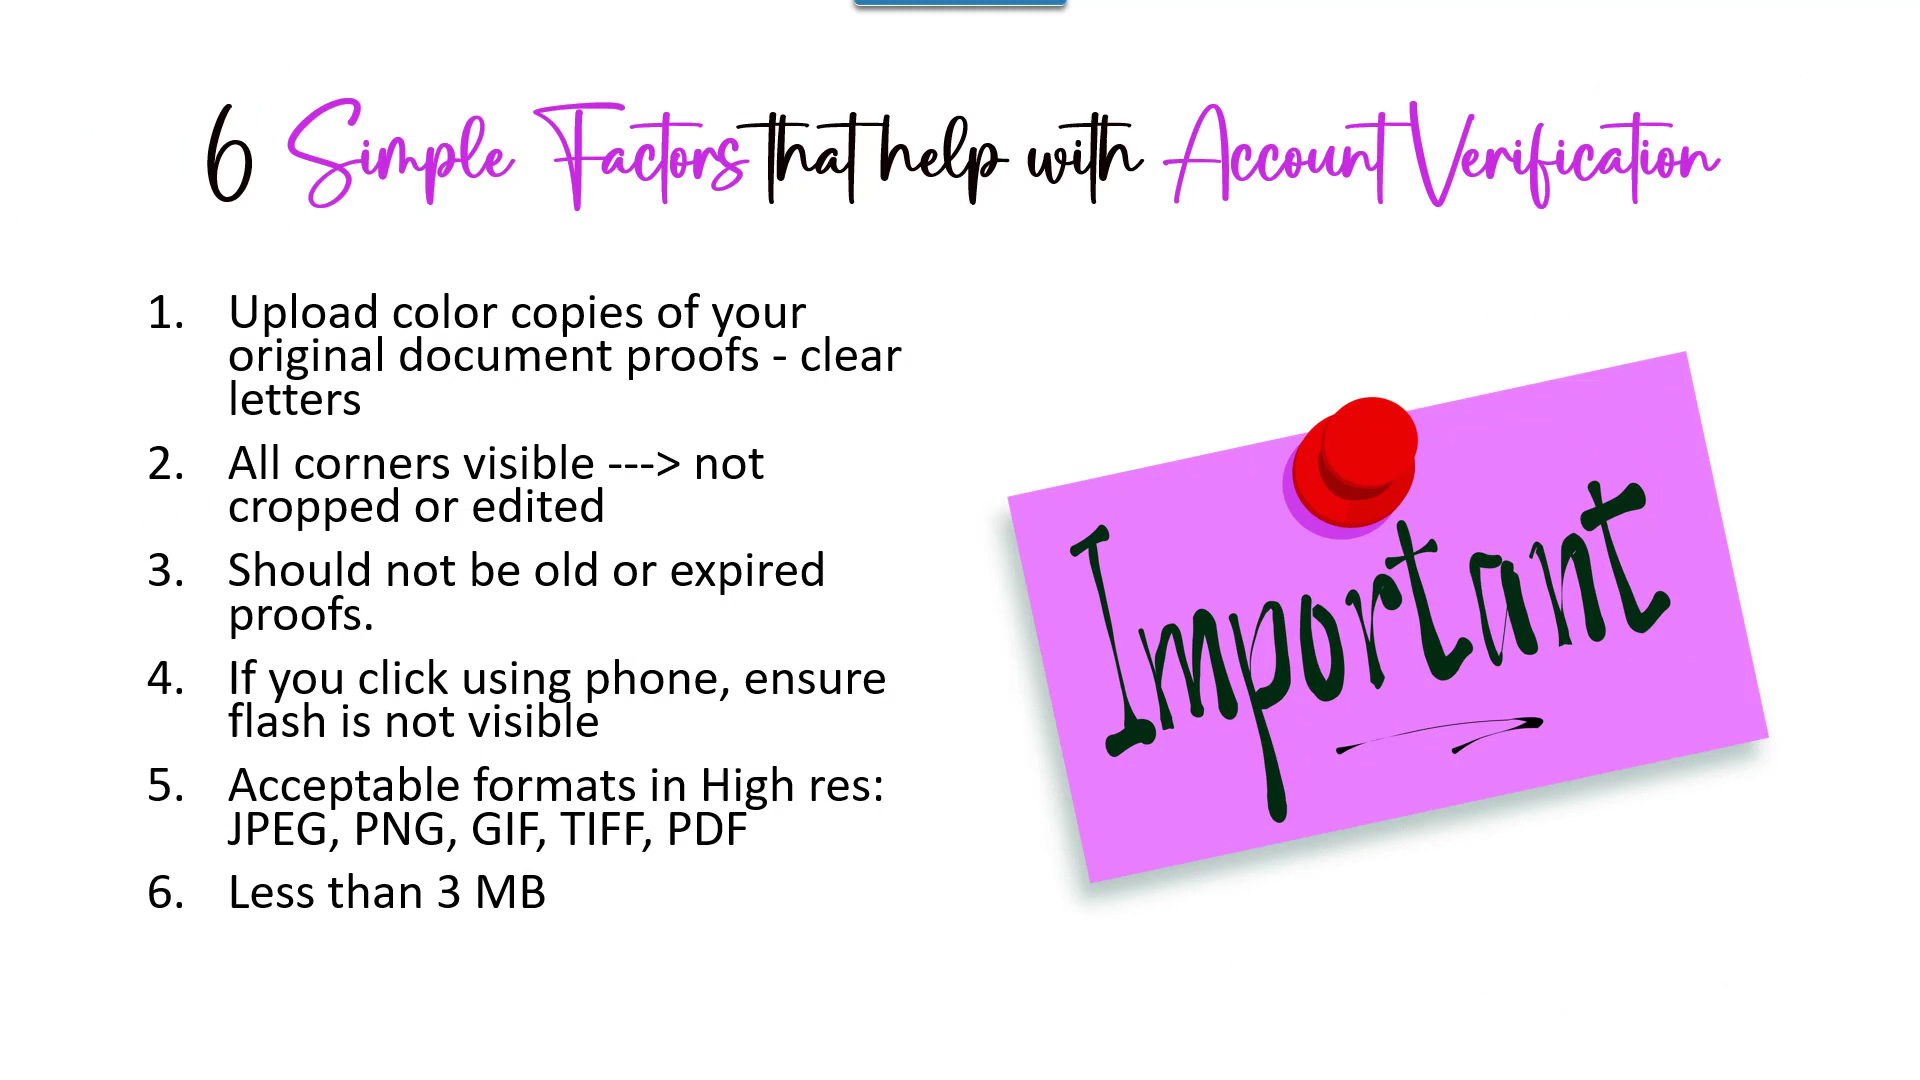 6 Simple Factors that help with Account Verification
1. Upload color copies of your
original document proofs - clear
letters
2. All corners visible ---> not
cropped or edited
3. Should not be old or expired
proofs.
4. If you click using phone, ensure
flash is not visible
5. Acceptable formats in High res:
JPEG, PNG, GIF, TIFF, PDF
6. Less than 3 MB
Important